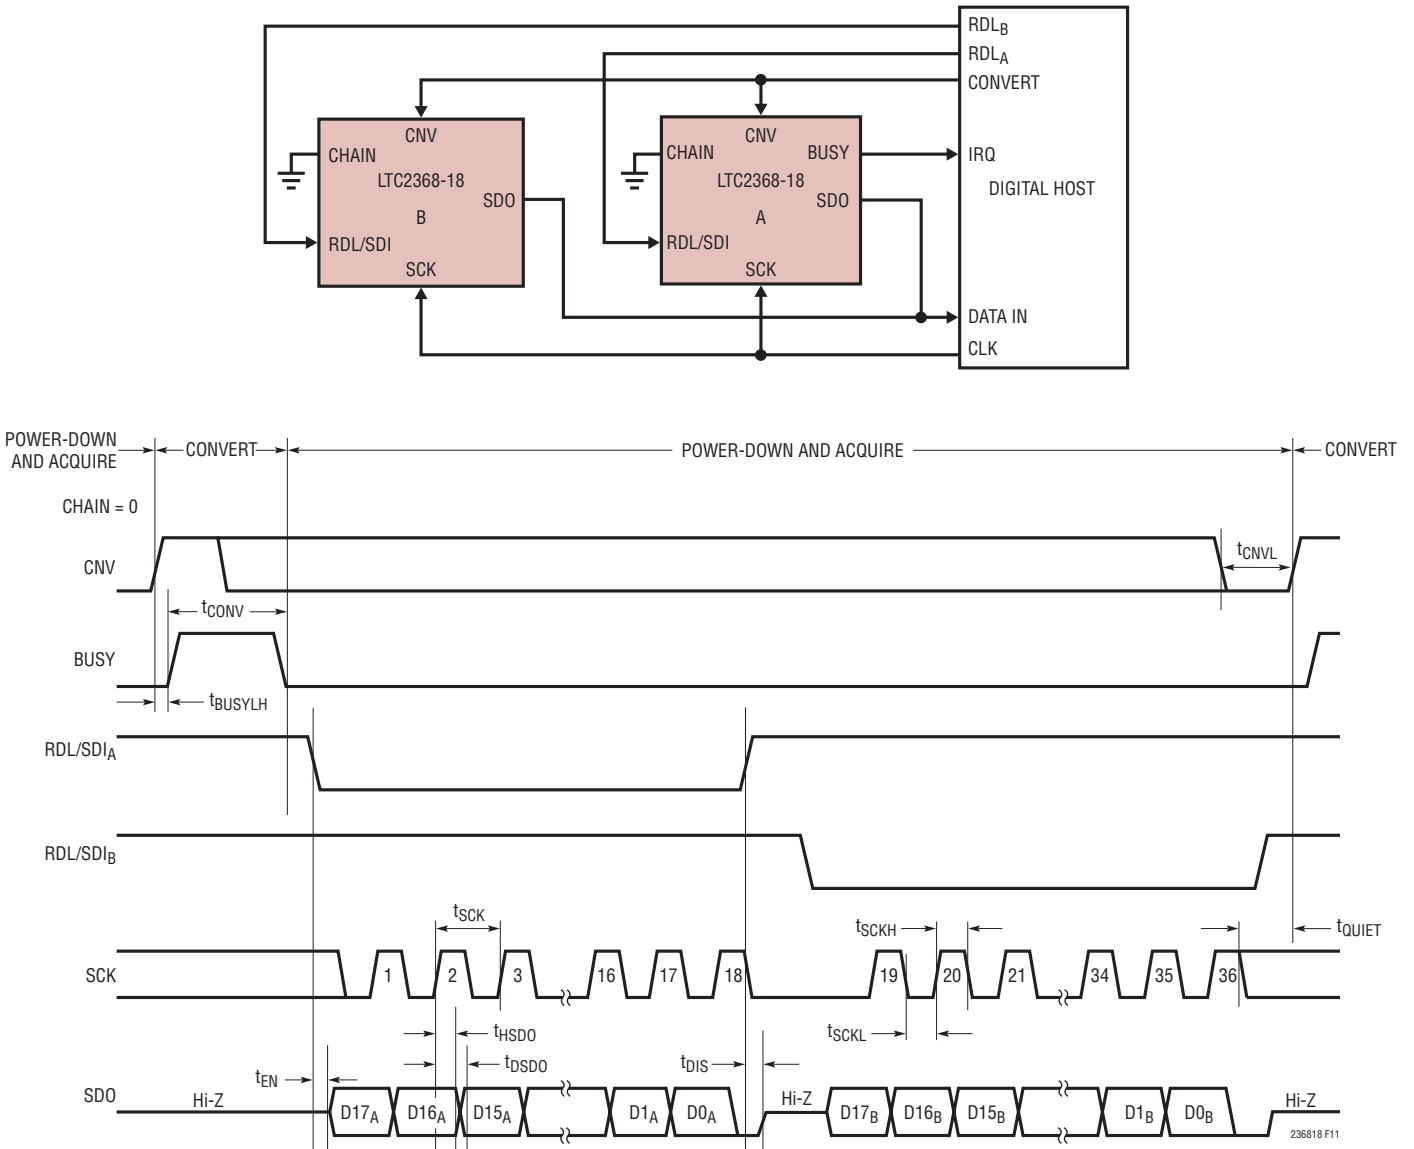 RDLB
RDLA
CONVERT
CNV
CHAIN
LTC2368-18
B
SDO
RDL/SDI
SCK
CNV
CHAIN
BUSY
LTC2368-18
SDO
A
RDL/SDI
SCK
IRQ
DIGITAL HOST
DATA IN
CLK
POWER-DOWN
AND ACQUIRE
CONVERT
POWER-DOWN AND ACQUIRE
CONVERT
CHAIN = 0
CNV
tCNVL
tCONV
BUSY
tBUSYLH
RDL/SDIA
RDL/SDIB
tSCK
tSCKH
tQUIET
SCK
1 2 3 16 17 18 19 20 21 34 35 36
tHSDO
tSCKL
tDSDO
tDIS
tEN
SDO
Hi-Z D17A D16A D15A D1A D0A Hi-Z D17B D16B D15B D1B D0B Hi-Z
236818 F11